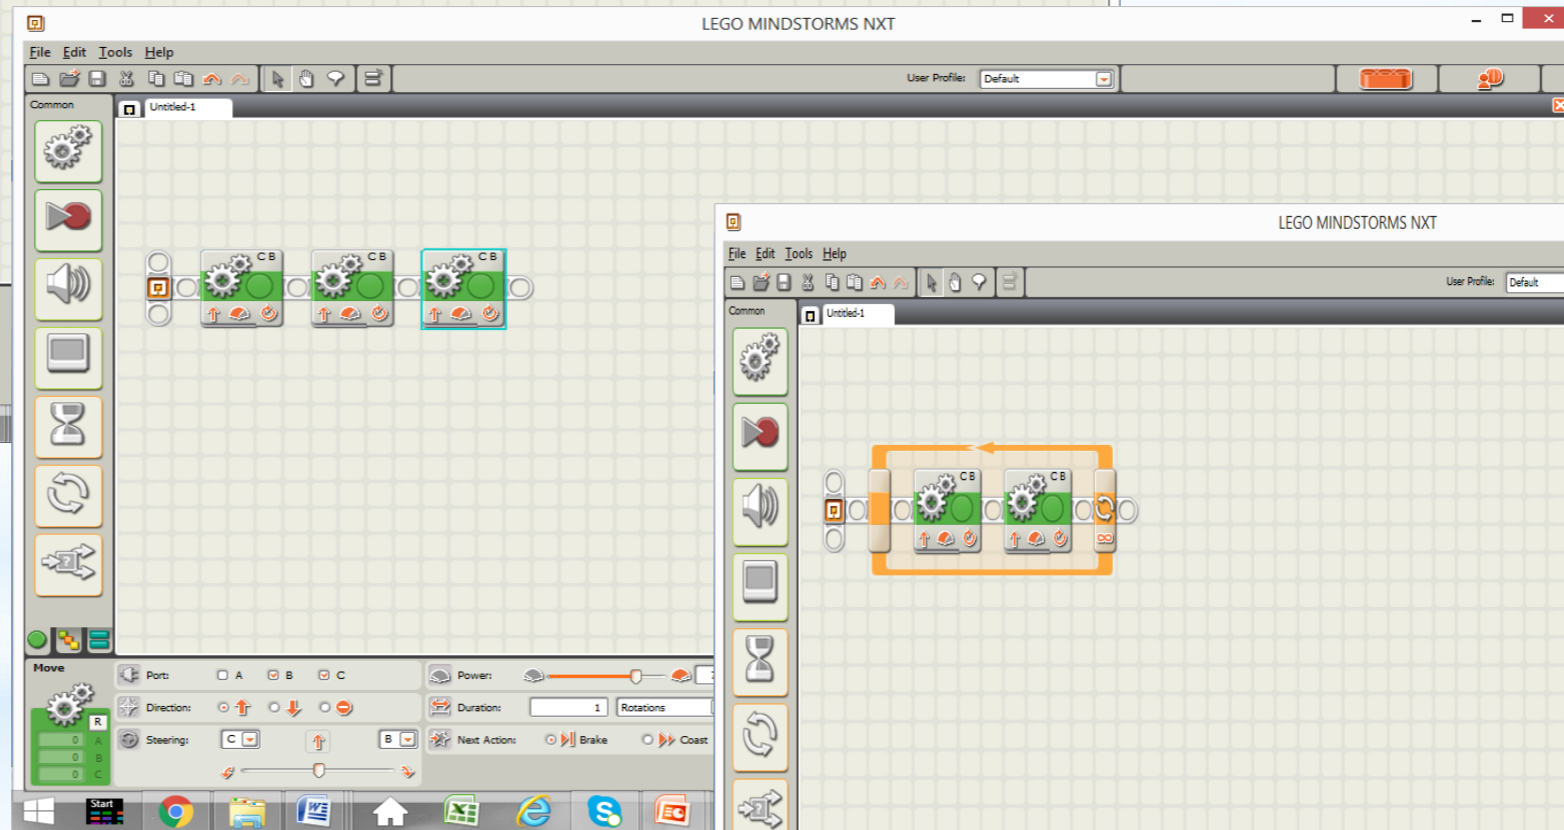 LEGO MINDSTORMS NXT
File Edit Tools Help
User Profile: Default
Common
Untitled-1
C B C B C B
Move
Port: A B C
Power:
Direction:
Duration: 1 Rotations
Steering: C B
Next Action: Brake Coast
R
0 A
0 B
0 C
Start
LEGO MINDSTORMS NXT
File Edit Tools Help
User Profile: Default
Common
Untitled-1
C B C B